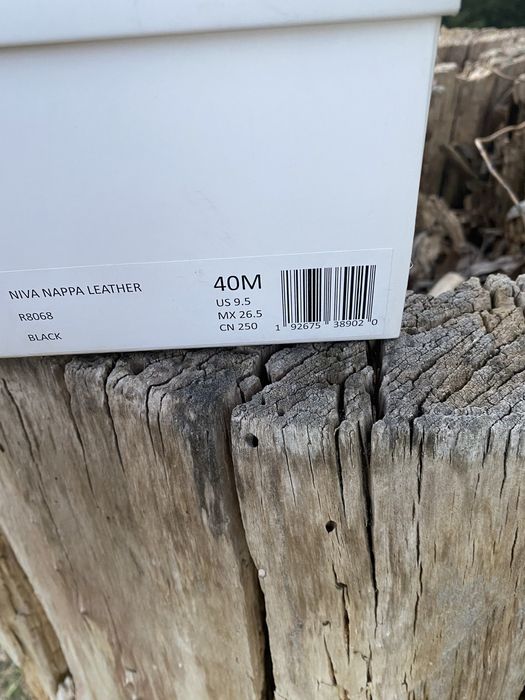 NIVA NAPPA LEATHER
R8068
BLACK
40M
US 9.5
MX 26.5
CN 250
1 92675 38902 0